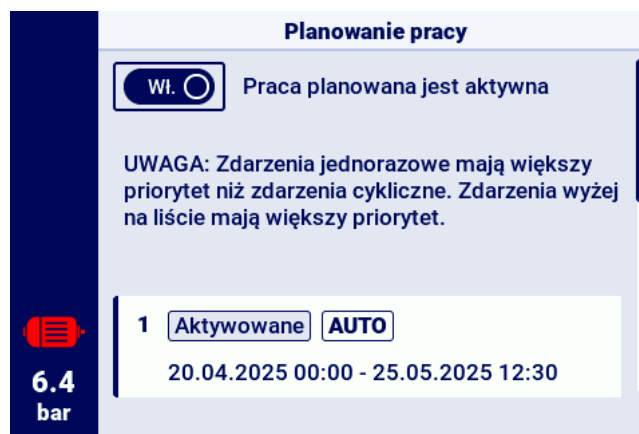 Planowanie pracy
Wł. Praca planowana jest aktywna
UWAGA: Zdarzenia jednorazowe mają większy
priorytet niż zdarzenia cykliczne. Zdarzenia wyżej
na liście mają większy priorytet.
1 Aktywowane AUTO
20.04.2025 00:00 - 25.05.2025 12:30
6.4
bar